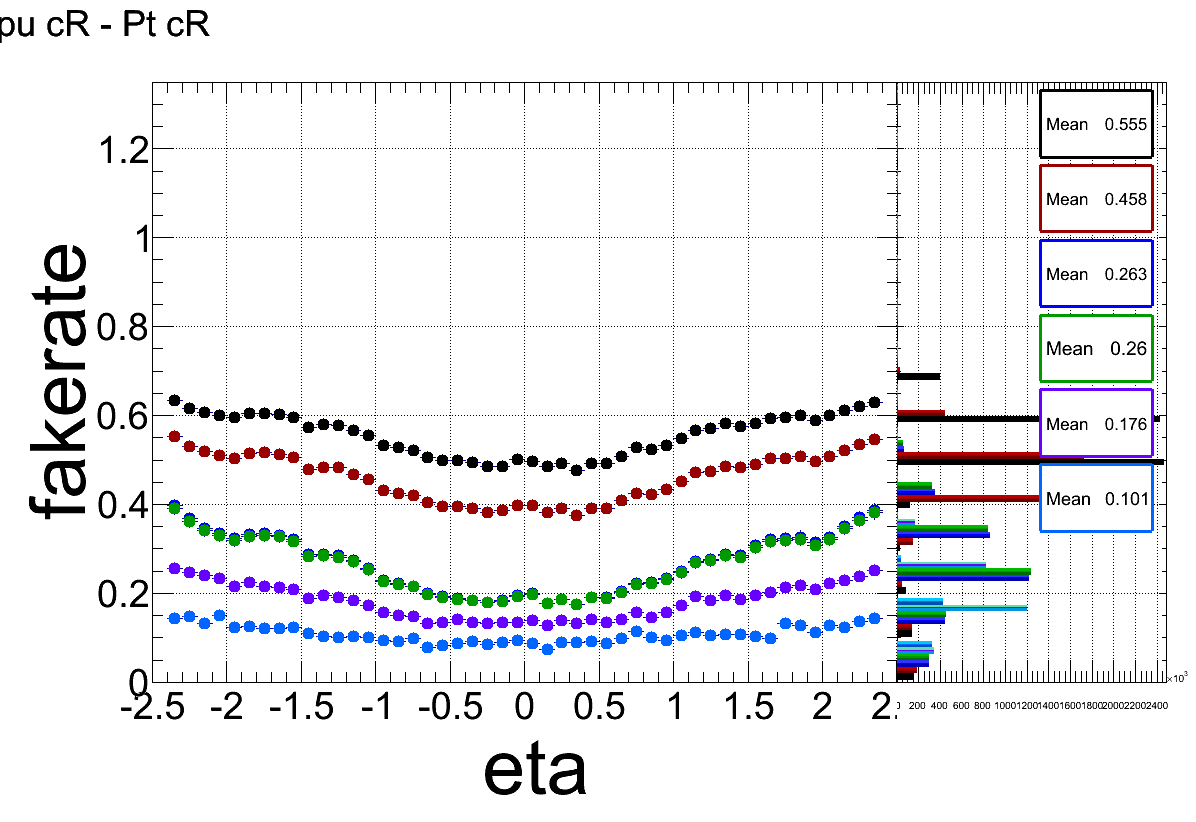 pu cR - Pt cR
fakerate
1.2
1
0.8
0.6
0.4
0.2
0
-2.5 -2 -1.5 -1 -0.5 0 0.5 1 1.5 2 2.
eta
Mean 0.555
Mean 0.458
Mean 0.263
Mean 0.26
Mean 0.176
Mean 0.101
×10³
200 400 600 800 1000 1200 1400 1600 1800 2000 2200 2400